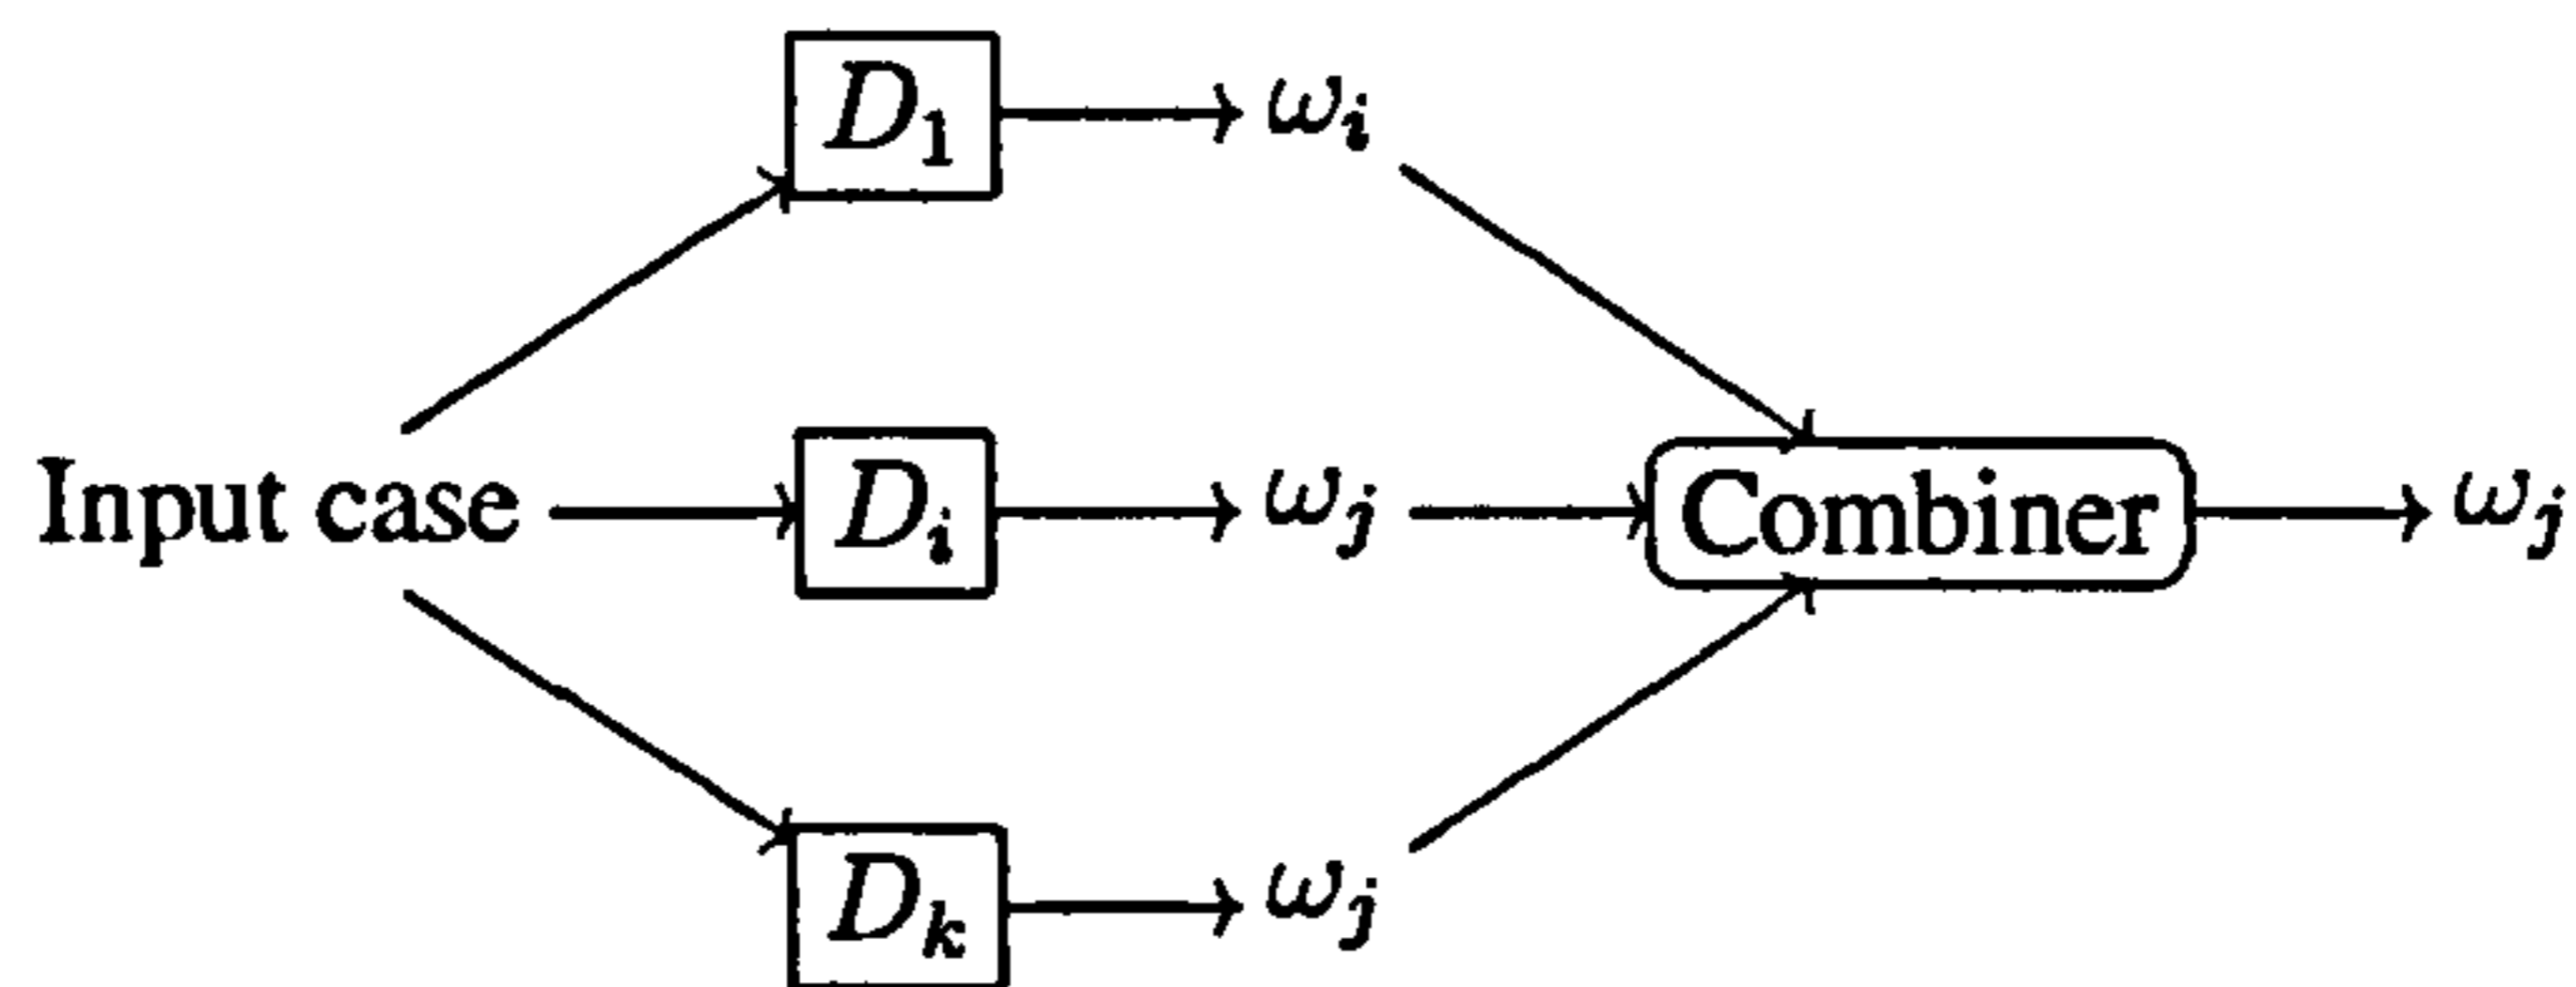 D₁ ωᵢ
Input case Dᵢ ωⱼ Combiner ωⱼ
Dₖ ωⱼ